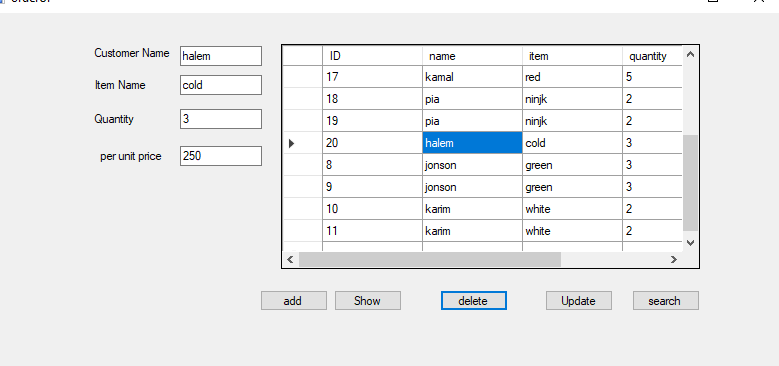 Customer Name halem
Item Name cold
Quantity 3
per unit price 250
ID name item quantity
17 kamal red 5
18 pia ninjk 2
19 pia ninjk 2
20 halem cold 3
8 jonson green 3
9 jonson green 3
10 karim white 2
11 karim white 2
add Show delete Update search